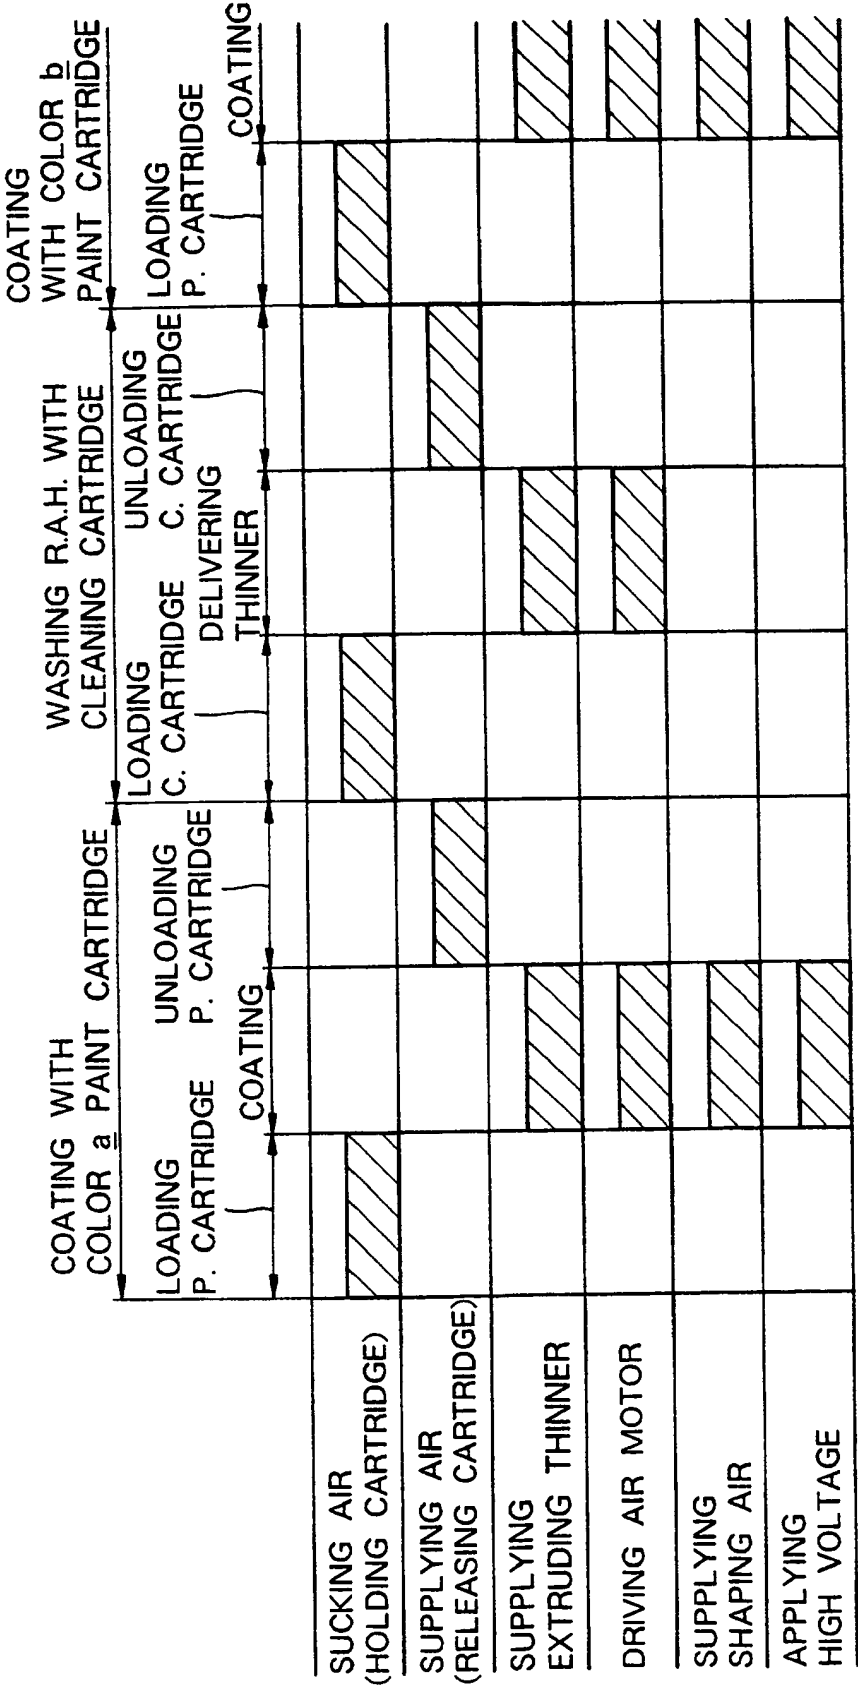 COATING WITH
COLOR a PAINT CARTRIDGE
WASHING R.A.H. WITH
CLEANING CARTRIDGE
COATING
WITH COLOR b
PAINT CARTRIDGE
LOADING
P. CARTRIDGE
COATING
UNLOADING
P. CARTRIDGE
LOADING
C. CARTRIDGE
DELIVERING
THINNER
UNLOADING
C. CARTRIDGE
LOADING
P. CARTRIDGE
COATING
SUCKING AIR
(HOLDING CARTRIDGE)
SUPPLYING AIR
(RELEASING CARTRIDGE)
SUPPLYING
EXTRUDING THINNER
DRIVING AIR MOTOR
SUPPLYING
SHAPING AIR
APPLYING
HIGH VOLTAGE